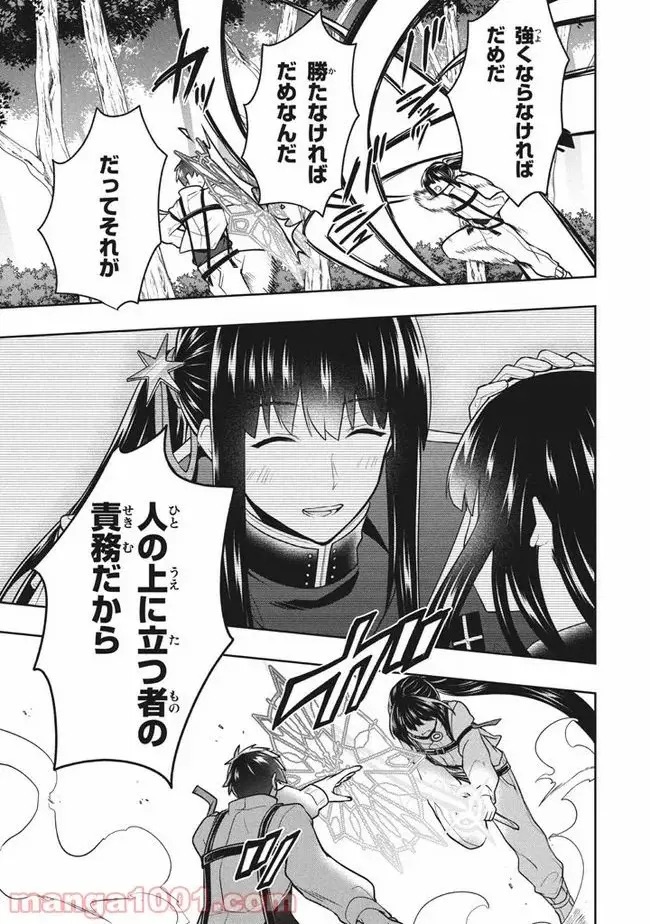 強くならなければ
だめだ
勝たなければ
だめなんだ
だってそれが
人の上に立つ者の
責務だから
manga1001.com